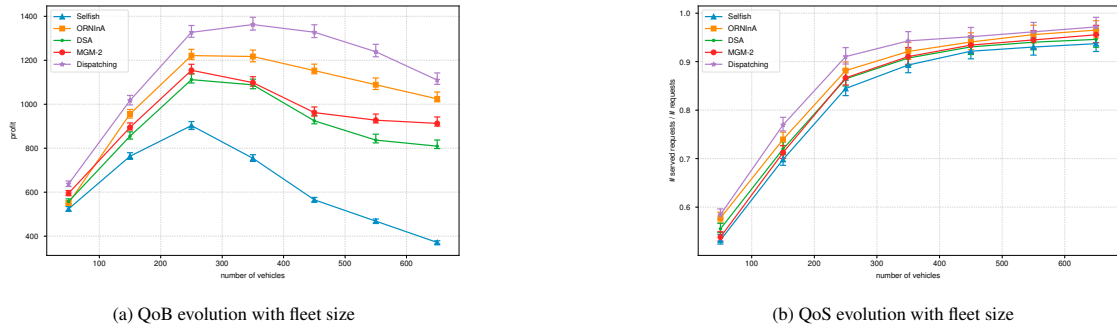 1400
1200
1000
800
600
400
profit
100 200 300 400 500 600
number of vehicles
Selfish
ORNInA
DSA
MGM-2
Dispatching
(a) QoB evolution with fleet size
1.0
0.9
0.8
0.7
0.6
# served requests / # requests
100 200 300 400 500 600
number of vehicles
Selfish
ORNInA
DSA
MGM-2
Dispatching
(b) QoS evolution with fleet size